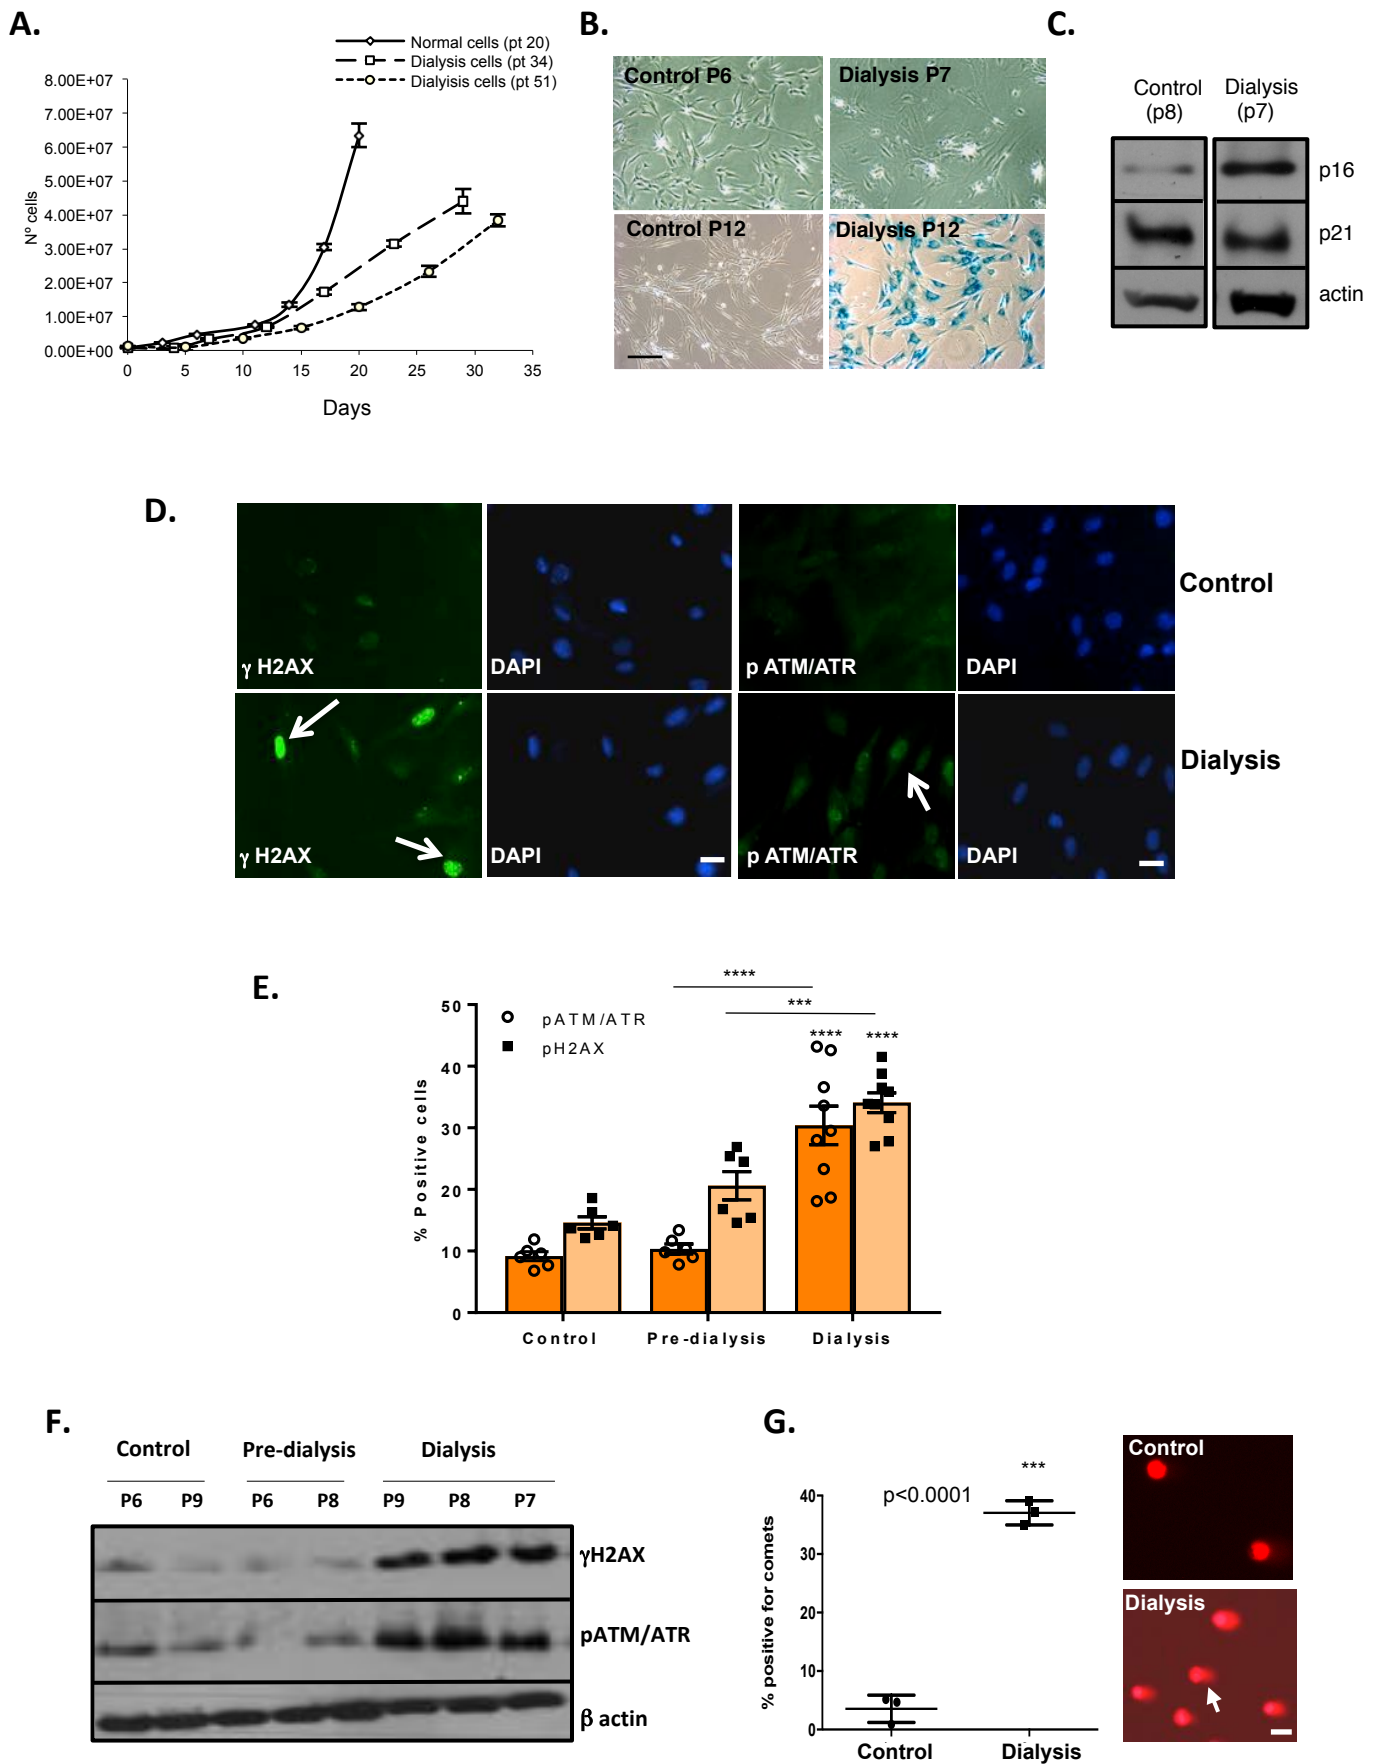 A.
Normal cells (pt 20)
Dialysis cells (pt 34)
Dialyisis cells (pt 51)
8.00E+07
7.00E+07
6.00E+07
5.00E+07
4.00E+07
3.00E+07
2.00E+07
1.00E+07
0.00E+00
Nº cells
0 5 10 15 20 25 30 35
Days
B.
Control P6
Dialysis P7
Control P12
Dialysis P12
C.
Control (p8)
Dialysis (p7)
p16
p21
actin
D.
γ H2AX
DAPI
p ATM/ATR
DAPI
Control
γ H2AX
DAPI
p ATM/ATR
DAPI
Dialysis
E.
****
***
**** ****
pATM/ATR
pH2AX
50
40
30
20
10
0
% Positive cells
Control Pre-dialysis Dialysis
F.
Control Pre-dialysis Dialysis
P6 P9 P6 P8 P9 P8 P7
γH2AX
pATM/ATR
β actin
G.
***
p<0.0001
40
30
20
10
0
% positive for comets
Control Dialysis
Control
Dialysis